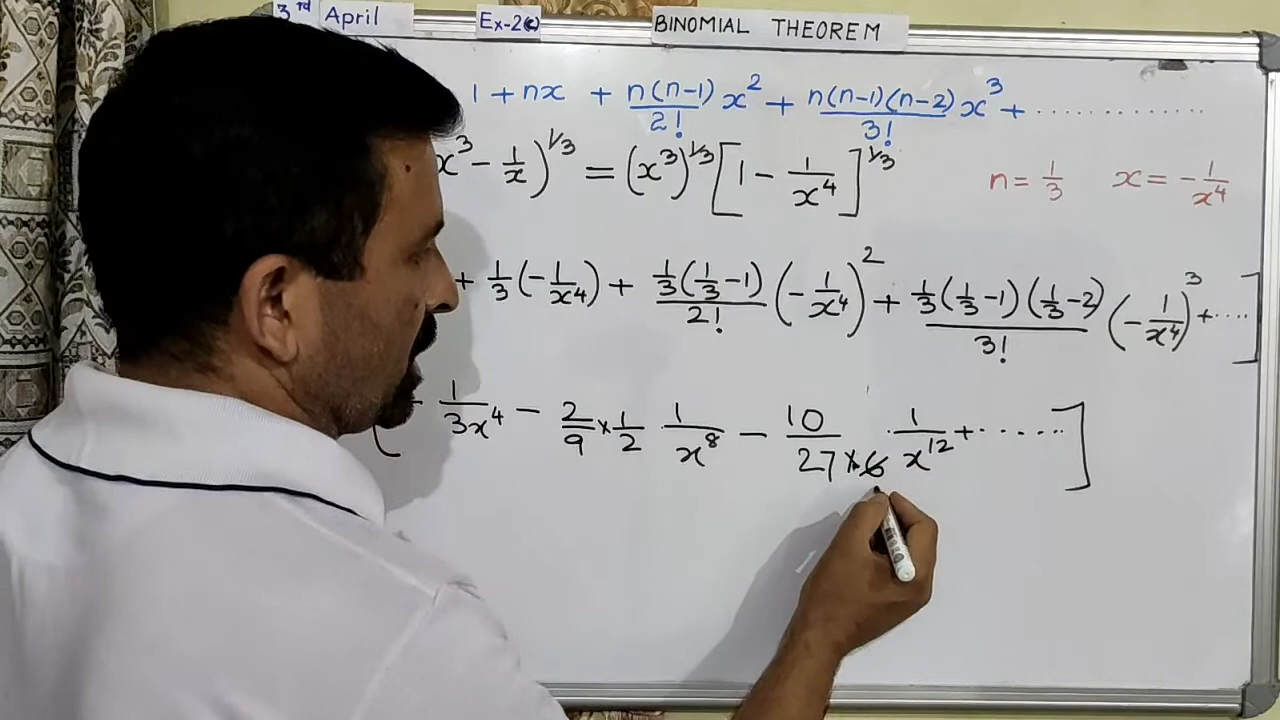 3rd April Ex-2(c) BINOMIAL THEOREM
1 + nx + n(n-1)/2! x² + n(n-1)(n-2)/3! x³ + ............
x³ - 1/x)^1/3 = (x³)^1/3 [1 - 1/x⁴]^1/3 n = 1/3 x = -1/x⁴
+ 1/3(-1/x⁴) + 1/3(1/3-1)/2! (-1/x⁴)² + 1/3(1/3-1)(1/3-2)/3! (-1/x⁴)³ + ....]
[ - 1/3x⁴ - 2/9 × 1/2 1/x⁸ - 10/27×6 · 1/x¹² + ......]